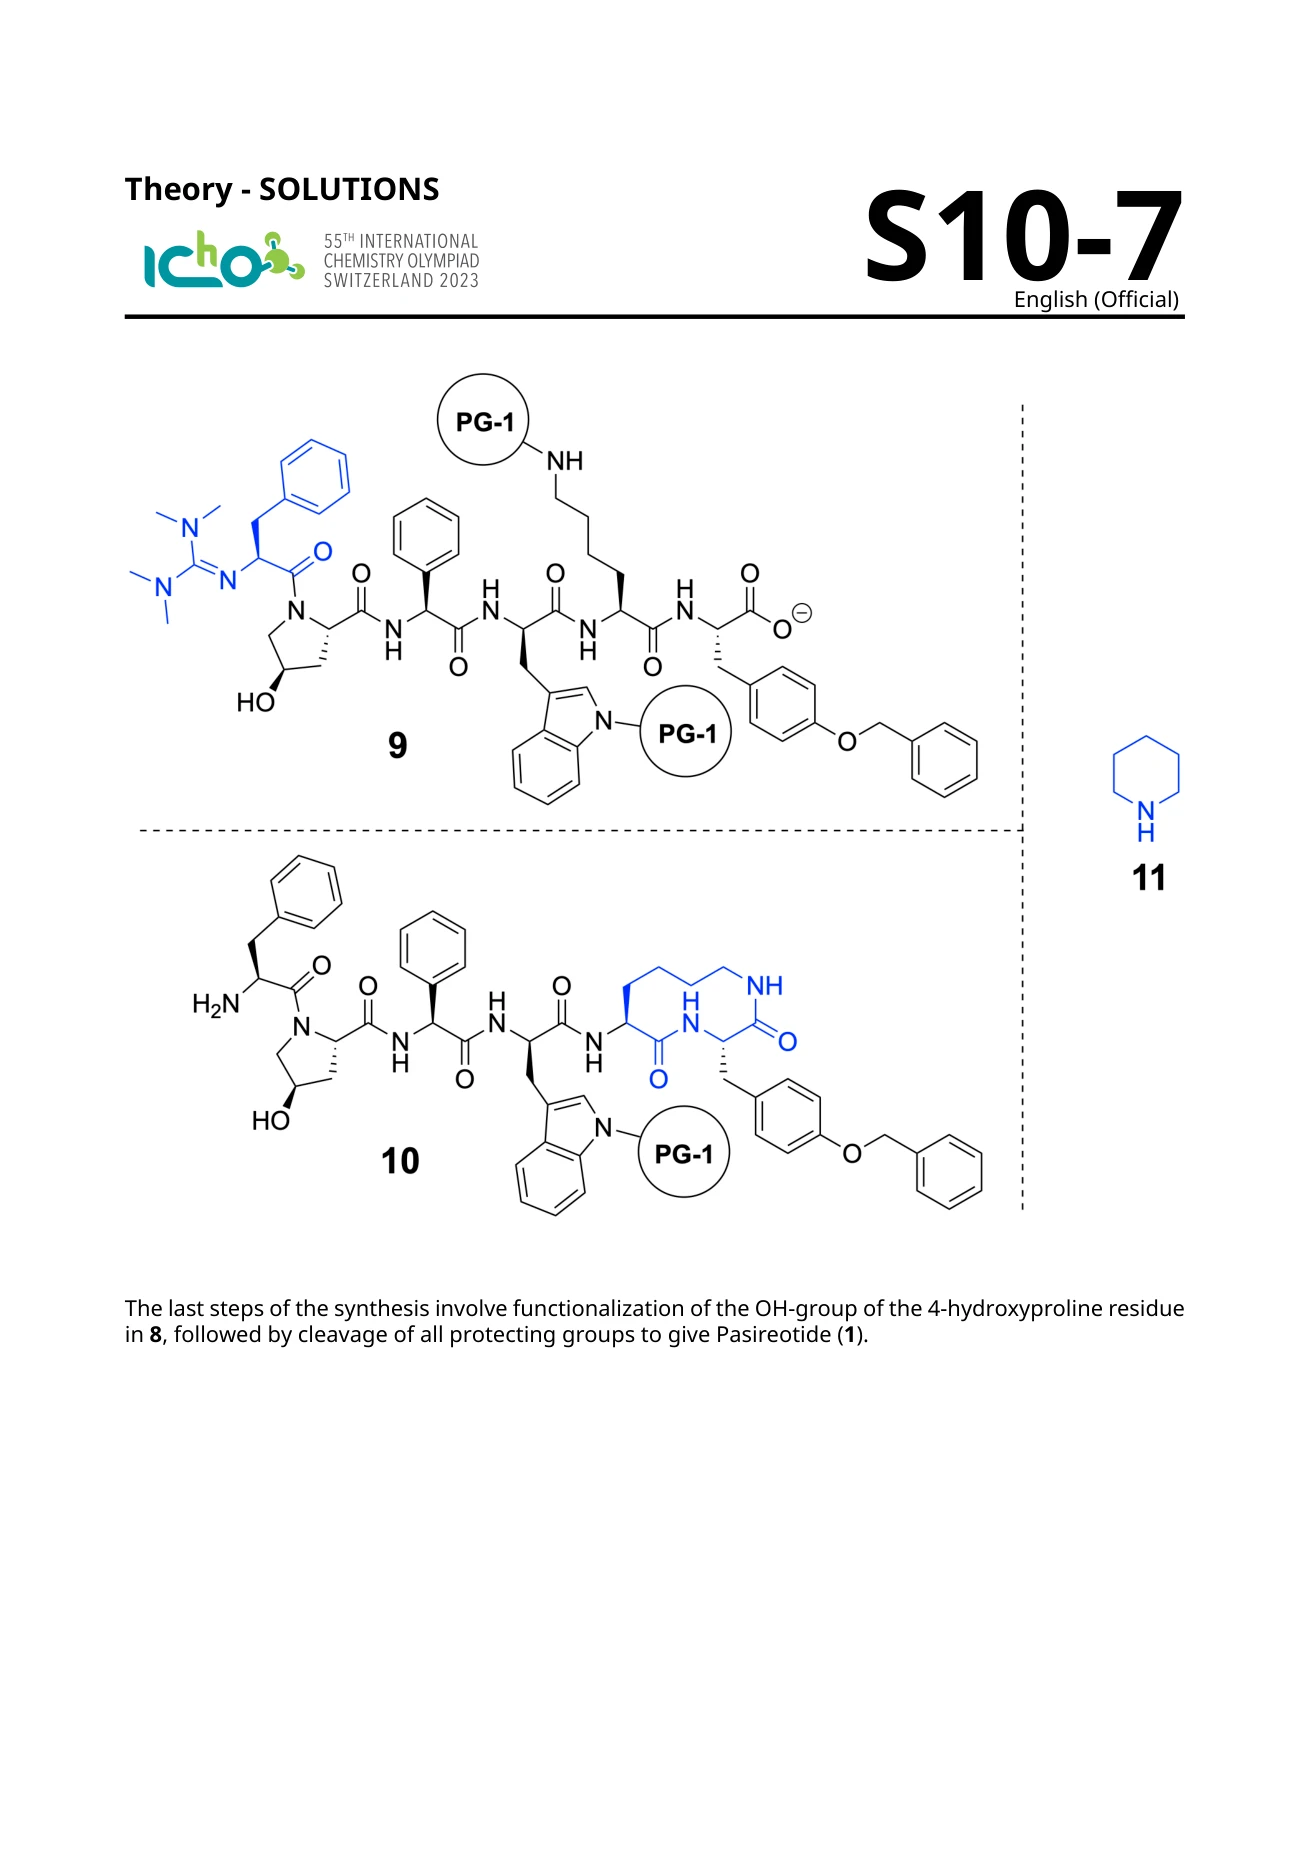 Theory - SOLUTIONS
IChO
55TH INTERNATIONAL
CHEMISTRY OLYMPIAD
SWITZERLAND 2023
S10-7
English (Official)
PG-1
NH
N
N
N
O
N
HO
O
N
H
O
H
N
O
N
H
O
H
N
O
O
⊖
N
PG-1
O
9
N
H
11
H2N
O
N
HO
O
N
H
O
H
N
O
N
H
O
H
N
NH
O
N
PG-1
O
10
The last steps of the synthesis involve functionalization of the OH-group of the 4-hydroxyproline residue
in 8, followed by cleavage of all protecting groups to give Pasireotide (1).